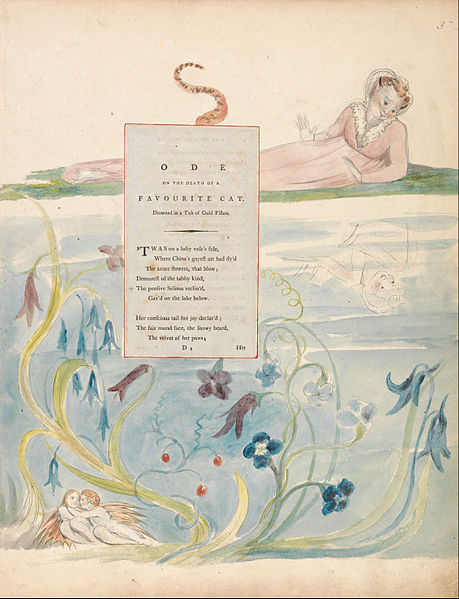 3
ODE
ON THE DEATH OF A
FAVOURITE CAT.
Drowned in a Tub of Gold Fiſhes.
'TWAS on a lofty vaſe's ſide,
Where China's gayeſt art had dy'd
The azure flowers, that blow;
Demureſt of the tabby kind,
The penſive Selima reclin'd,
Gaz'd on the lake below.
Her conſcious tail her joy declar'd;
The fair round face, the ſnowy beard,
The velvet of her paws,
D 4 Her